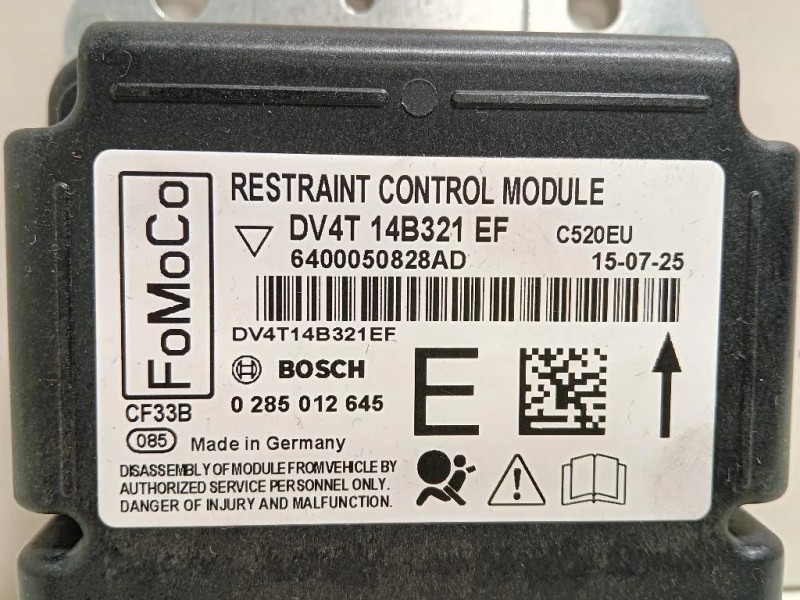 FoMoCo
RESTRAINT CONTROL MODULE
DV4T 14B321 EF C520EU
6400050828AD 15-07-25
DV4T14B321EF
BOSCH E
0 285 012 645
CF33B
085 Made in Germany
DISASSEMBLY OF MODULE FROM VEHICLE BY
AUTHORIZED SERVICE PERSONNEL ONLY.
DANGER OF INJURY AND MALFUNCTION.